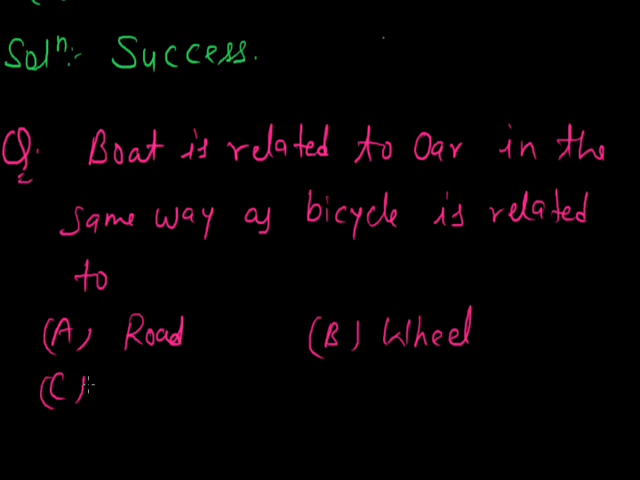 Solⁿ:- Success.
Q. Boat is related to Oar in the
same way as bicycle is related
to
(A) Road (B) Wheel
(C)